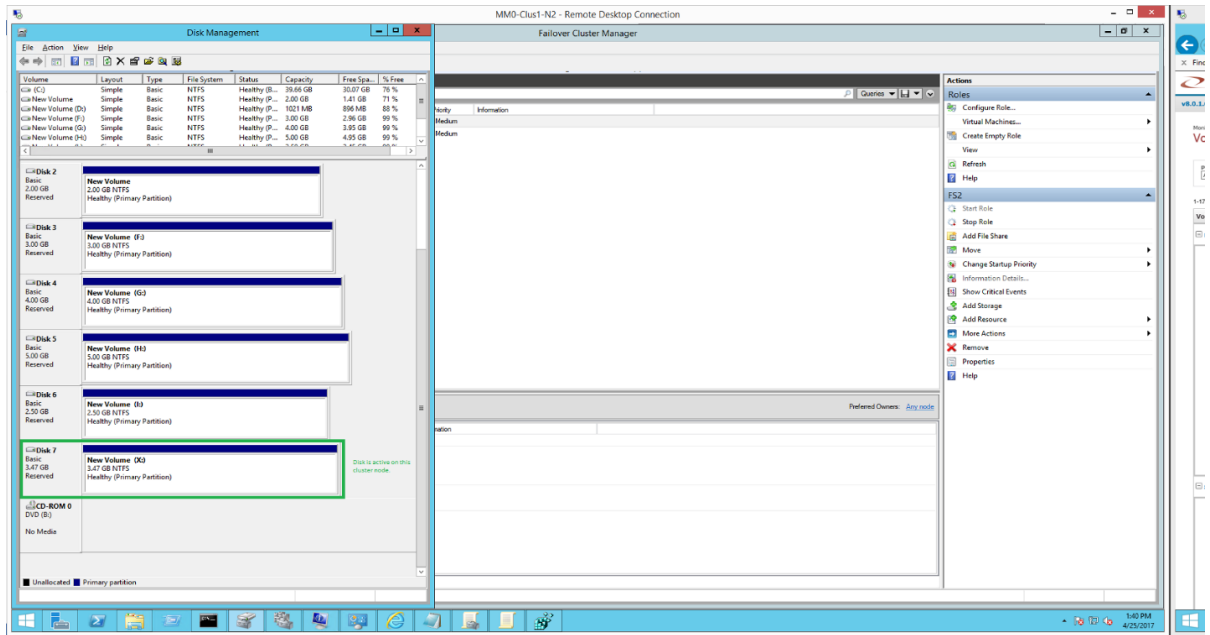 MM0-Clus1-N2 - Remote Desktop Connection
Disk Management
Failover Cluster Manager
File Action View Help
Volume Layout Type File System Status Capacity Free Spa... % Free
(C:) Simple Basic NTFS Healthy (B... 39.66 GB 30.07 GB 76 %
New Volume Simple Basic NTFS Healthy (P... 2.00 GB 1.41 GB 71 %
New Volume (D:) Simple Basic NTFS Healthy (P... 1021 MB 896 MB 88 %
New Volume (F:) Simple Basic NTFS Healthy (P... 3.00 GB 2.96 GB 99 %
New Volume (G:) Simple Basic NTFS Healthy (P... 4.00 GB 3.95 GB 99 %
New Volume (H:) Simple Basic NTFS Healthy (P... 5.00 GB 4.95 GB 99 %
Disk 2
Basic
2.00 GB
Reserved
New Volume
2.00 GB NTFS
Healthy (Primary Partition)
Disk 3
Basic
3.00 GB
Reserved
New Volume (F:)
3.00 GB NTFS
Healthy (Primary Partition)
Disk 4
Basic
4.00 GB
Reserved
New Volume (G:)
4.00 GB NTFS
Healthy (Primary Partition)
Disk 5
Basic
5.00 GB
Reserved
New Volume (H:)
5.00 GB NTFS
Healthy (Primary Partition)
Disk 6
Basic
2.50 GB
Reserved
New Volume (I:)
2.50 GB NTFS
Healthy (Primary Partition)
Disk 7
Basic
3.47 GB
Reserved
New Volume (X:)
3.47 GB NTFS
Healthy (Primary Partition)
Disk is active on this
cluster node.
CD-ROM 0
DVD (B:)
No Media
Unallocated Primary partition
Queries
Information
Medium
Medium
Preferred Owners: Any node
Actions
Roles
Configure Role...
Virtual Machines...
Create Empty Role
View
Refresh
Help
FS2
Start Role
Stop Role
Add File Share
Move
Change Startup Priority
Information Details...
Show Critical Events
Add Storage
Add Resource
More Actions
Remove
Properties
Help
1:40 PM
4/25/2017